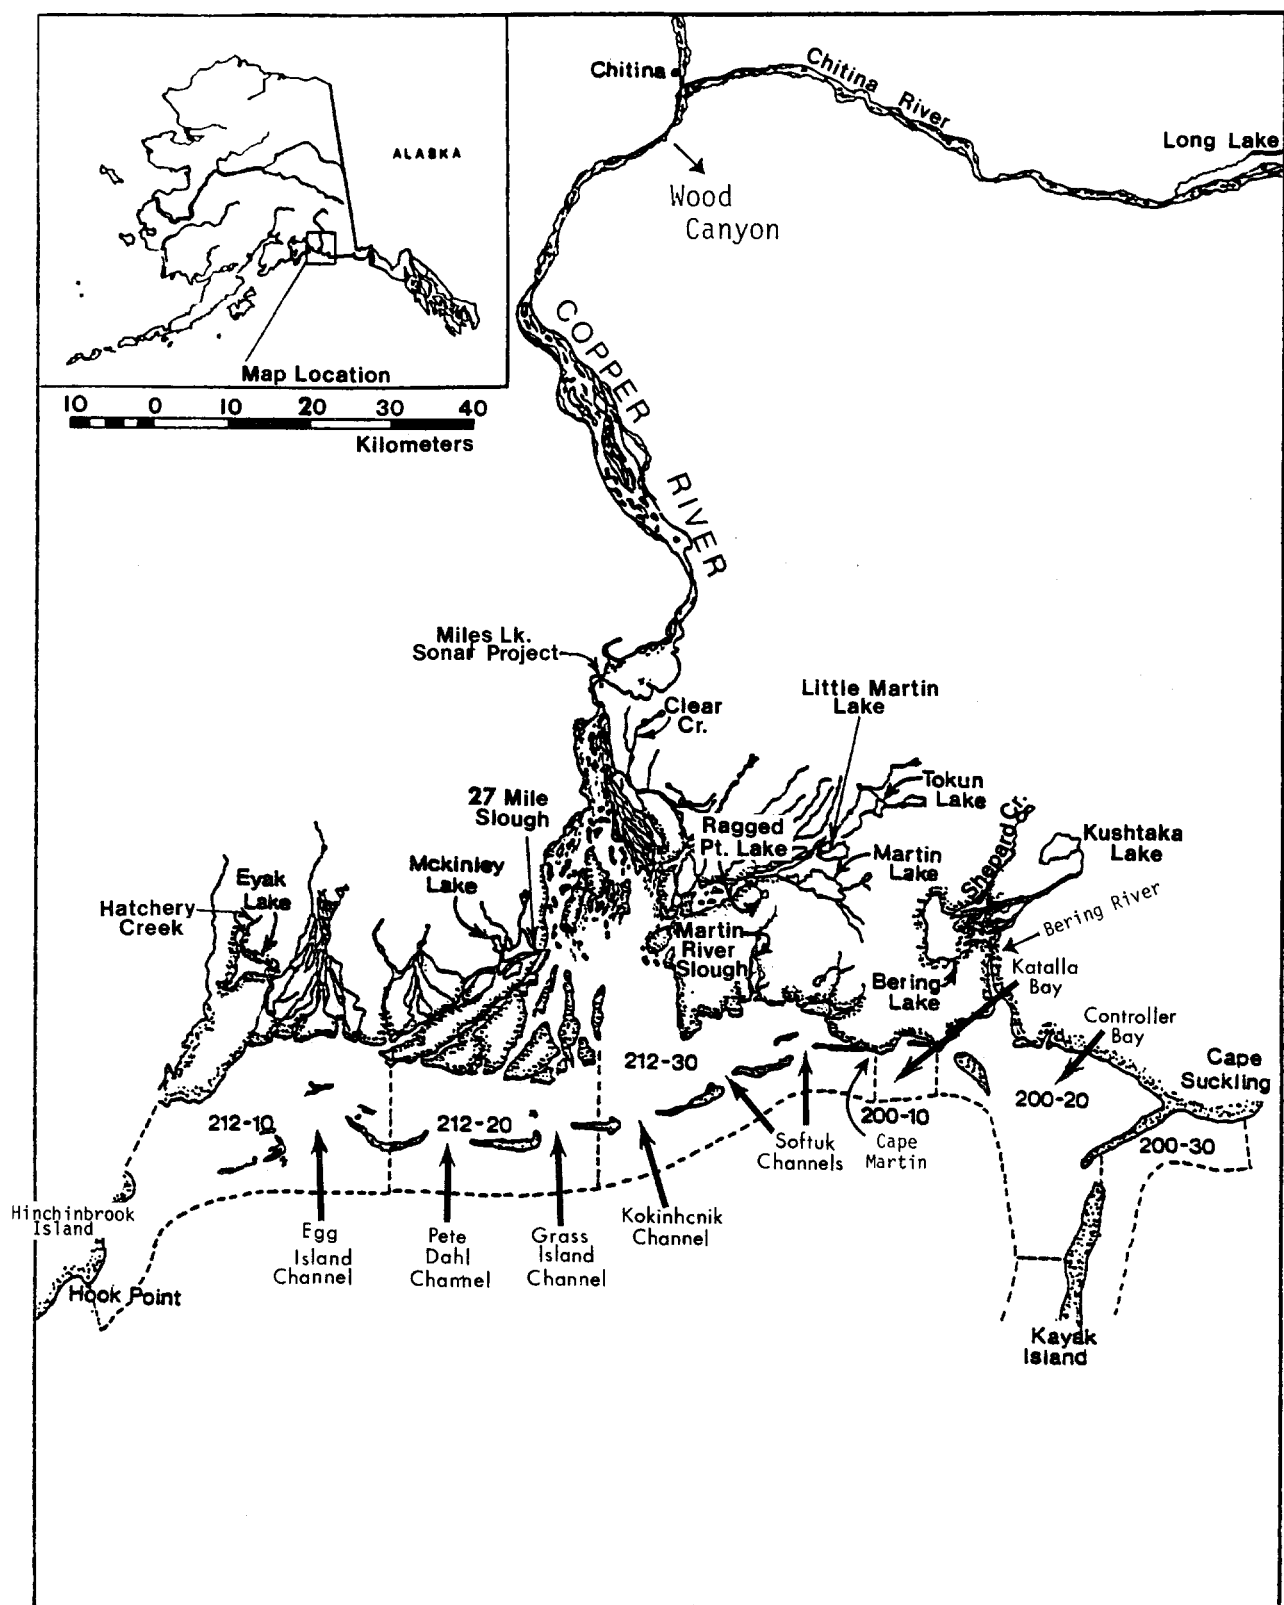 ALASKA
Map Location
10 0 10 20 30 40
Kilometers
Chitina
Chitina River
Long Lake
Wood
Canyon
COPPER
RIVER
Miles Lk.
Sonar Project
Clear
Cr.
Little Martin
Lake
Tokun
Lake
27 Mile
Slough
Ragged
Pt. Lake
Shepard Cr.
Kushtaka
Lake
Mckinley
Lake
Martin
Lake
Eyak
Lake
Hatchery
Creek
Bering River
Martin
River
Slough
Bering
Lake
Katalla
Bay
Controller
Bay
Cape
Suckling
212-30
212-10
212-20
200-10
200-20
200-30
Softuk
Channels
Cape
Martin
Hinchinbrook
Island
Egg
Island
Channel
Pete
Dahl
Channel
Grass
Island
Channel
Kokinhcnik
Channel
Hook Point
Kayak
Island